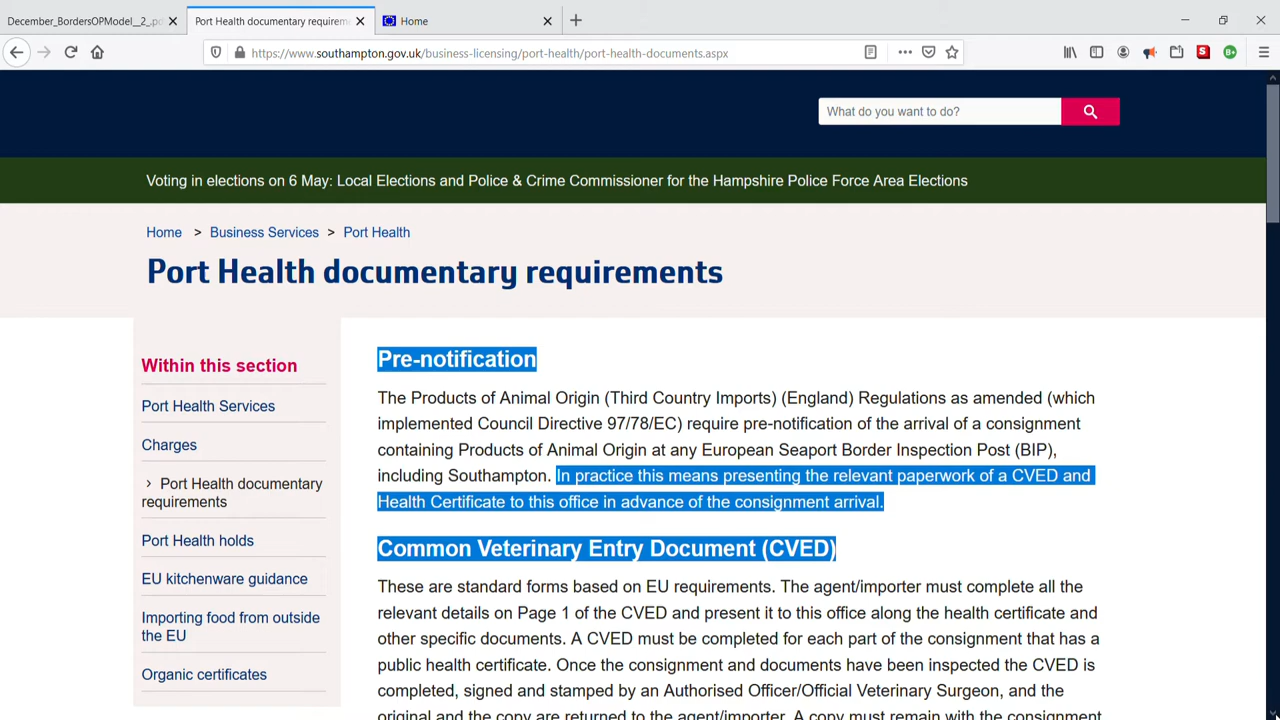 December_BordersOPModel__2_.pd
Port Health documentary requirem
Home
https://www.southampton.gov.uk/business-licensing/port-health/port-health-documents.aspx
What do you want to do?
Voting in elections on 6 May: Local Elections and Police & Crime Commissioner for the Hampshire Police Force Area Elections
Home > Business Services > Port Health
Port Health documentary requirements
Within this section
Port Health Services
Charges
> Port Health documentary
requirements
Port Health holds
EU kitchenware guidance
Importing food from outside
the EU
Organic certificates
Pre-notification
The Products of Animal Origin (Third Country Imports) (England) Regulations as amended (which
implemented Council Directive 97/78/EC) require pre-notification of the arrival of a consignment
containing Products of Animal Origin at any European Seaport Border Inspection Post (BIP),
including Southampton. In practice this means presenting the relevant paperwork of a CVED and
Health Certificate to this office in advance of the consignment arrival.
Common Veterinary Entry Document (CVED)
These are standard forms based on EU requirements. The agent/importer must complete all the
relevant details on Page 1 of the CVED and present it to this office along the health certificate and
other specific documents. A CVED must be completed for each part of the consignment that has a
public health certificate. Once the consignment and documents have been inspected the CVED is
completed, signed and stamped by an Authorised Officer/Official Veterinary Surgeon, and the
original and the copy are returned to the agent/importer. A copy must remain with the consignment